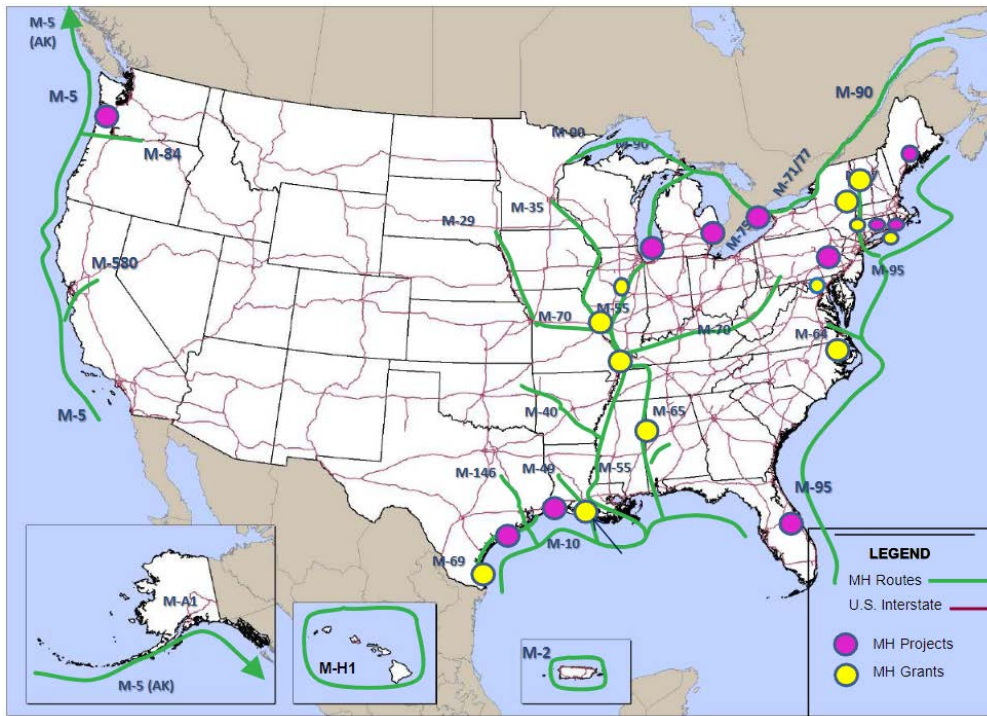 M-5
(AK)
M-5
M-84
M-90
M-90
M-90
M-71/77
M-75
M-35
M-29
M-580
M-5
M-70
M-55
M-70
M-95
M-64
M-40
M-65
M-146
M-49
M-55
M-95
M-10
M-69
M-A1
M-5 (AK)
M-H1
M-2
LEGEND
MH Routes
U.S. Interstate
MH Projects
MH Grants